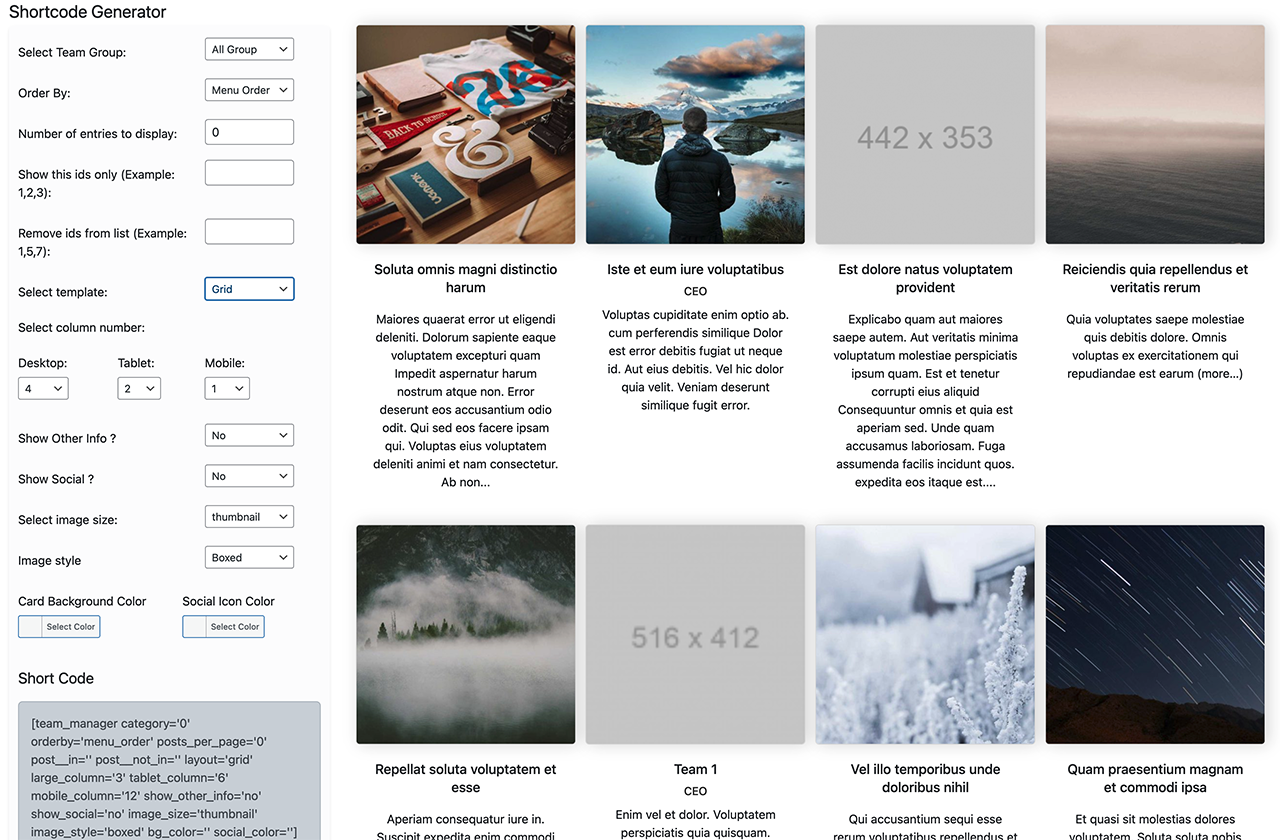 Shortcode Generator
Select Team Group:
All Group
Order By:
Menu Order
Number of entries to display:
0
Show this ids only (Example:
1,2,3):
Remove ids from list (Example:
1,5,7):
Select template:
Grid
Select column number:
Desktop:
Tablet:
Mobile:
4
2
1
Show Other Info ?
No
Show Social ?
No
Select image size:
thumbnail
Image style
Boxed
Card Background Color
Social Icon Color
Select Color
Select Color
Short Code
[team_manager category='0'
orderby='menu_order' posts_per_page='0'
post__in='' post__not_in='' layout='grid'
large_column='3' tablet_column='6'
mobile_column='12' show_other_info='no'
show_social='no' image_size='thumbnail'
image_style='boxed' bg_color='' social_color='']
BACK TO SCHOOL
&
UGMONK
Soluta omnis magni distinctio
harum
Maiores quaerat error ut eligendi
deleniti. Dolorum sapiente eaque
voluptatem excepturi quam
Impedit aspernatur harum
nostrum atque non. Error
deserunt eos accusantium odio
odit. Qui sed eos facere ipsam
qui. Voluptas eius voluptatem
deleniti animi et nam consectetur.
Ab non...
Iste et eum iure voluptatibus
CEO
Voluptas cupiditate enim optio ab.
cum perferendis similique Dolor
est error debitis fugiat ut neque
id. Aut eius debitis. Vel hic dolor
quia velit. Veniam deserunt
similique fugit error.
442 x 353
Est dolore natus voluptatem
provident
Explicabo quam aut maiores
saepe autem. Aut veritatis minima
voluptatum molestiae perspiciatis
ipsum quam. Est et tenetur
corrupti eius aliquid
Consequuntur omnis et quia est
aperiam sed. Unde quam
accusamus laboriosam. Fuga
assumenda facilis incidunt quos.
expedita eos itaque est....
Reiciendis quia repellendus et
veritatis rerum
Quia voluptates saepe molestiae
quis debitis dolore. Omnis
voluptas ex exercitationem qui
repudiandae est earum (more…)
Repellat soluta voluptatem et
esse
Aperiam consequatur iure in.
Suscipit expedita enim commodi
516 x 412
Team 1
CEO
Enim vel et dolor. Voluptatem
perspiciatis quia quisquam.
Vel illo temporibus unde
doloribus nihil
Qui accusantium sequi esse
rerum voluptatibus repellendus et
Quam praesentium magnam
et commodi ipsa
Et quasi sit molestias dolores
voluptatem. Soluta soluta nobis